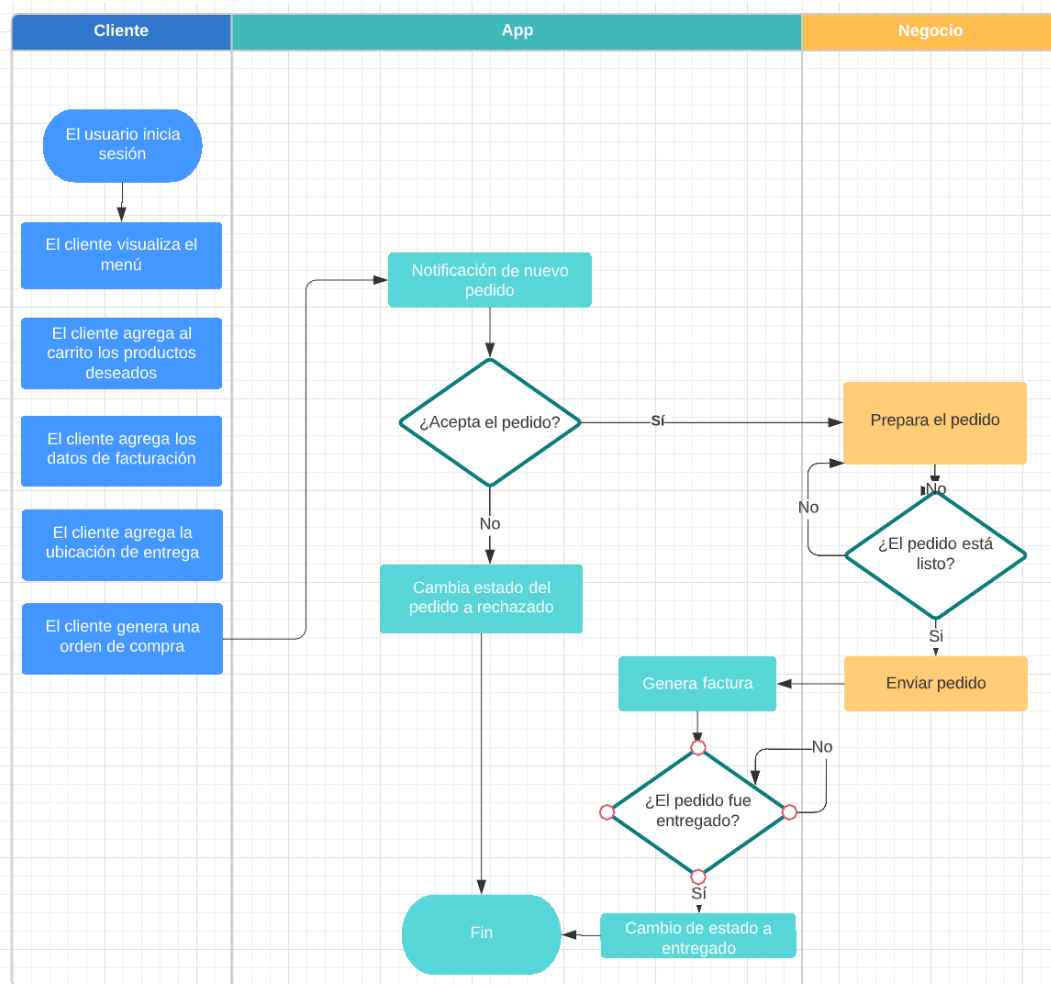 Cliente
App
Negocio
El usuario inicia
sesión
El cliente visualiza el
menú
El cliente agrega al
carrito los productos
deseados
El cliente agrega los
datos de facturación
El cliente agrega la
ubicación de entrega
El cliente genera una
orden de compra
Notificación de nuevo
pedido
¿Acepta el pedido?
Sí
No
Cambia estado del
pedido a rechazado
Prepara el pedido
No
No
¿El pedido está
listo?
Si
Enviar pedido
Genera factura
¿El pedido fue
entregado?
No
Sí
Cambio de estado a
entregado
Fin